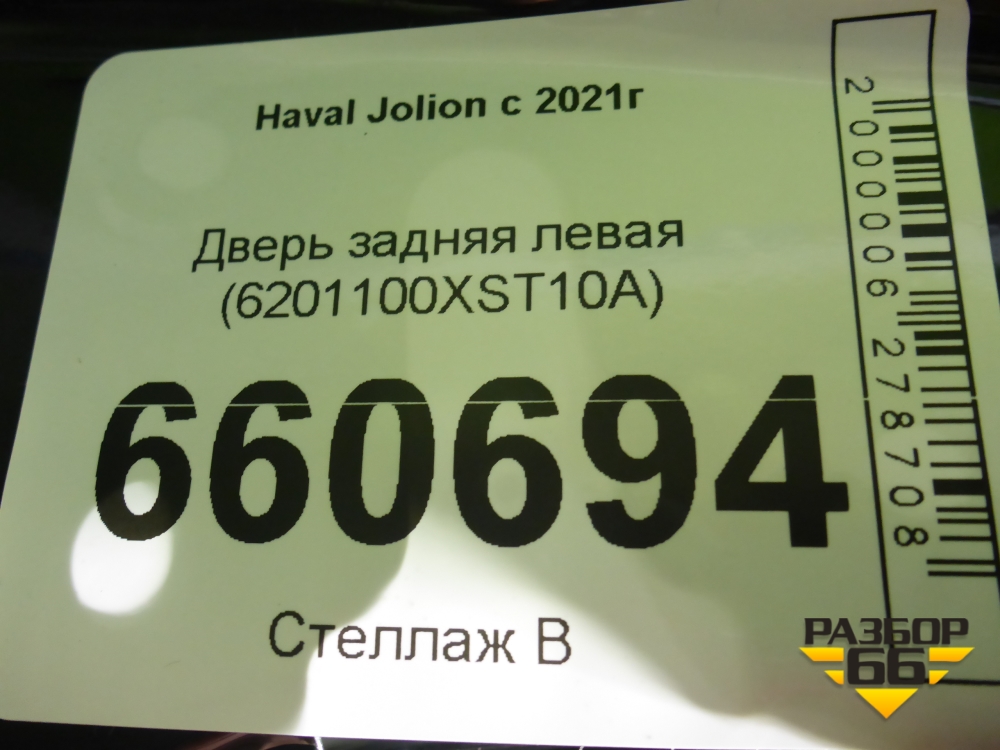 Haval Jolion с 2021г
Дверь задняя левая
(6201100XST10A)
660694
Стеллаж В
2000006278708
РАЗБОР
66